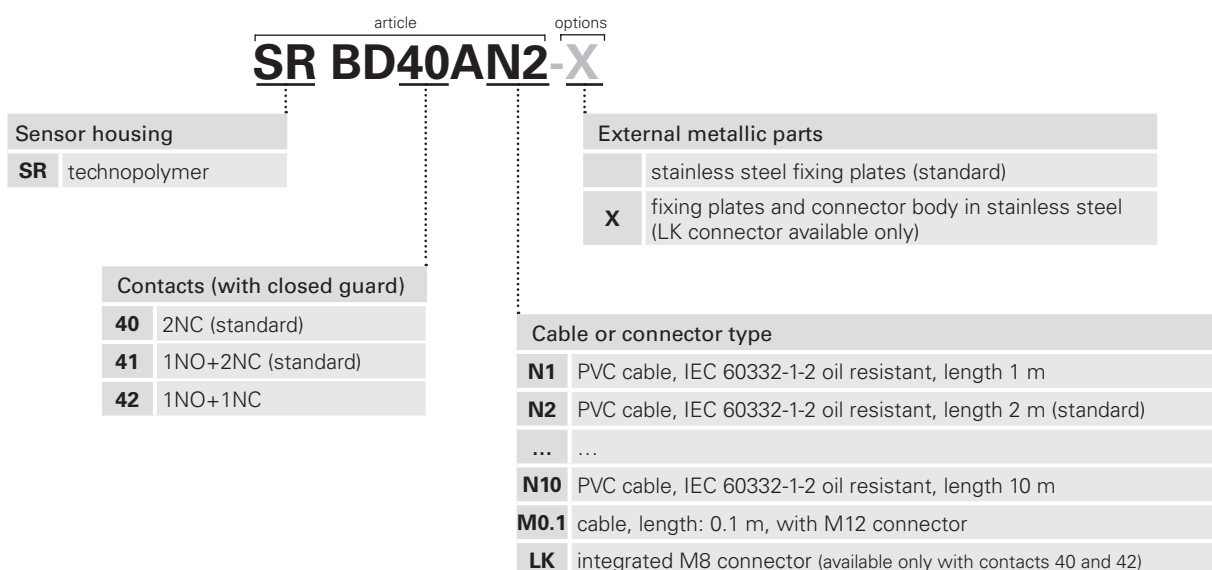 article options
SR BD40AN2-X
Sensor housing
SR technopolymer
External metallic parts
stainless steel fixing plates (standard)
X fixing plates and connector body in stainless steel
(LK connector available only)
Contacts (with closed guard)
40 2NC (standard)
41 1NO+2NC (standard)
42 1NO+1NC
Cable or connector type
N1 PVC cable, IEC 60332-1-2 oil resistant, length 1 m
N2 PVC cable, IEC 60332-1-2 oil resistant, length 2 m (standard)
… …
N10 PVC cable, IEC 60332-1-2 oil resistant, length 10 m
M0.1 cable, length: 0.1 m, with M12 connector
LK integrated M8 connector (available only with contacts 40 and 42)